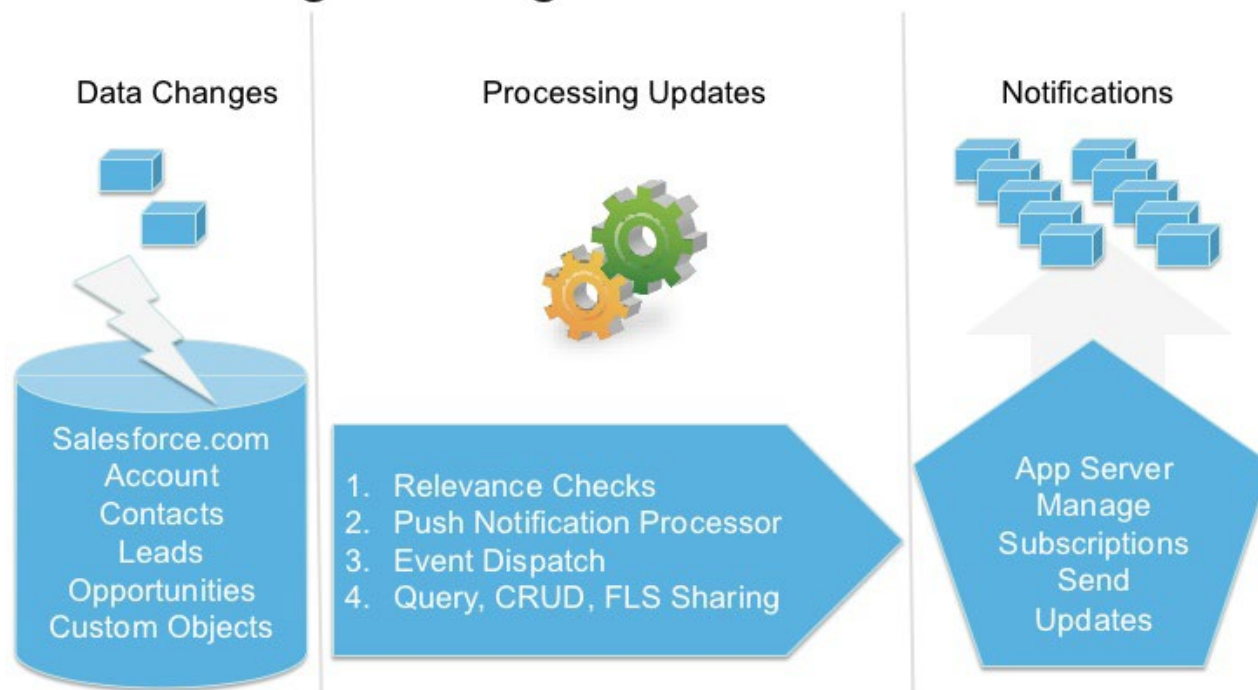 Data Changes
Processing Updates
Notifications
Salesforce.com
Account
Contacts
Leads
Opportunities
Custom Objects
1. Relevance Checks
2. Push Notification Processor
3. Event Dispatch
4. Query, CRUD, FLS Sharing
App Server
Manage
Subscriptions
Send
Updates